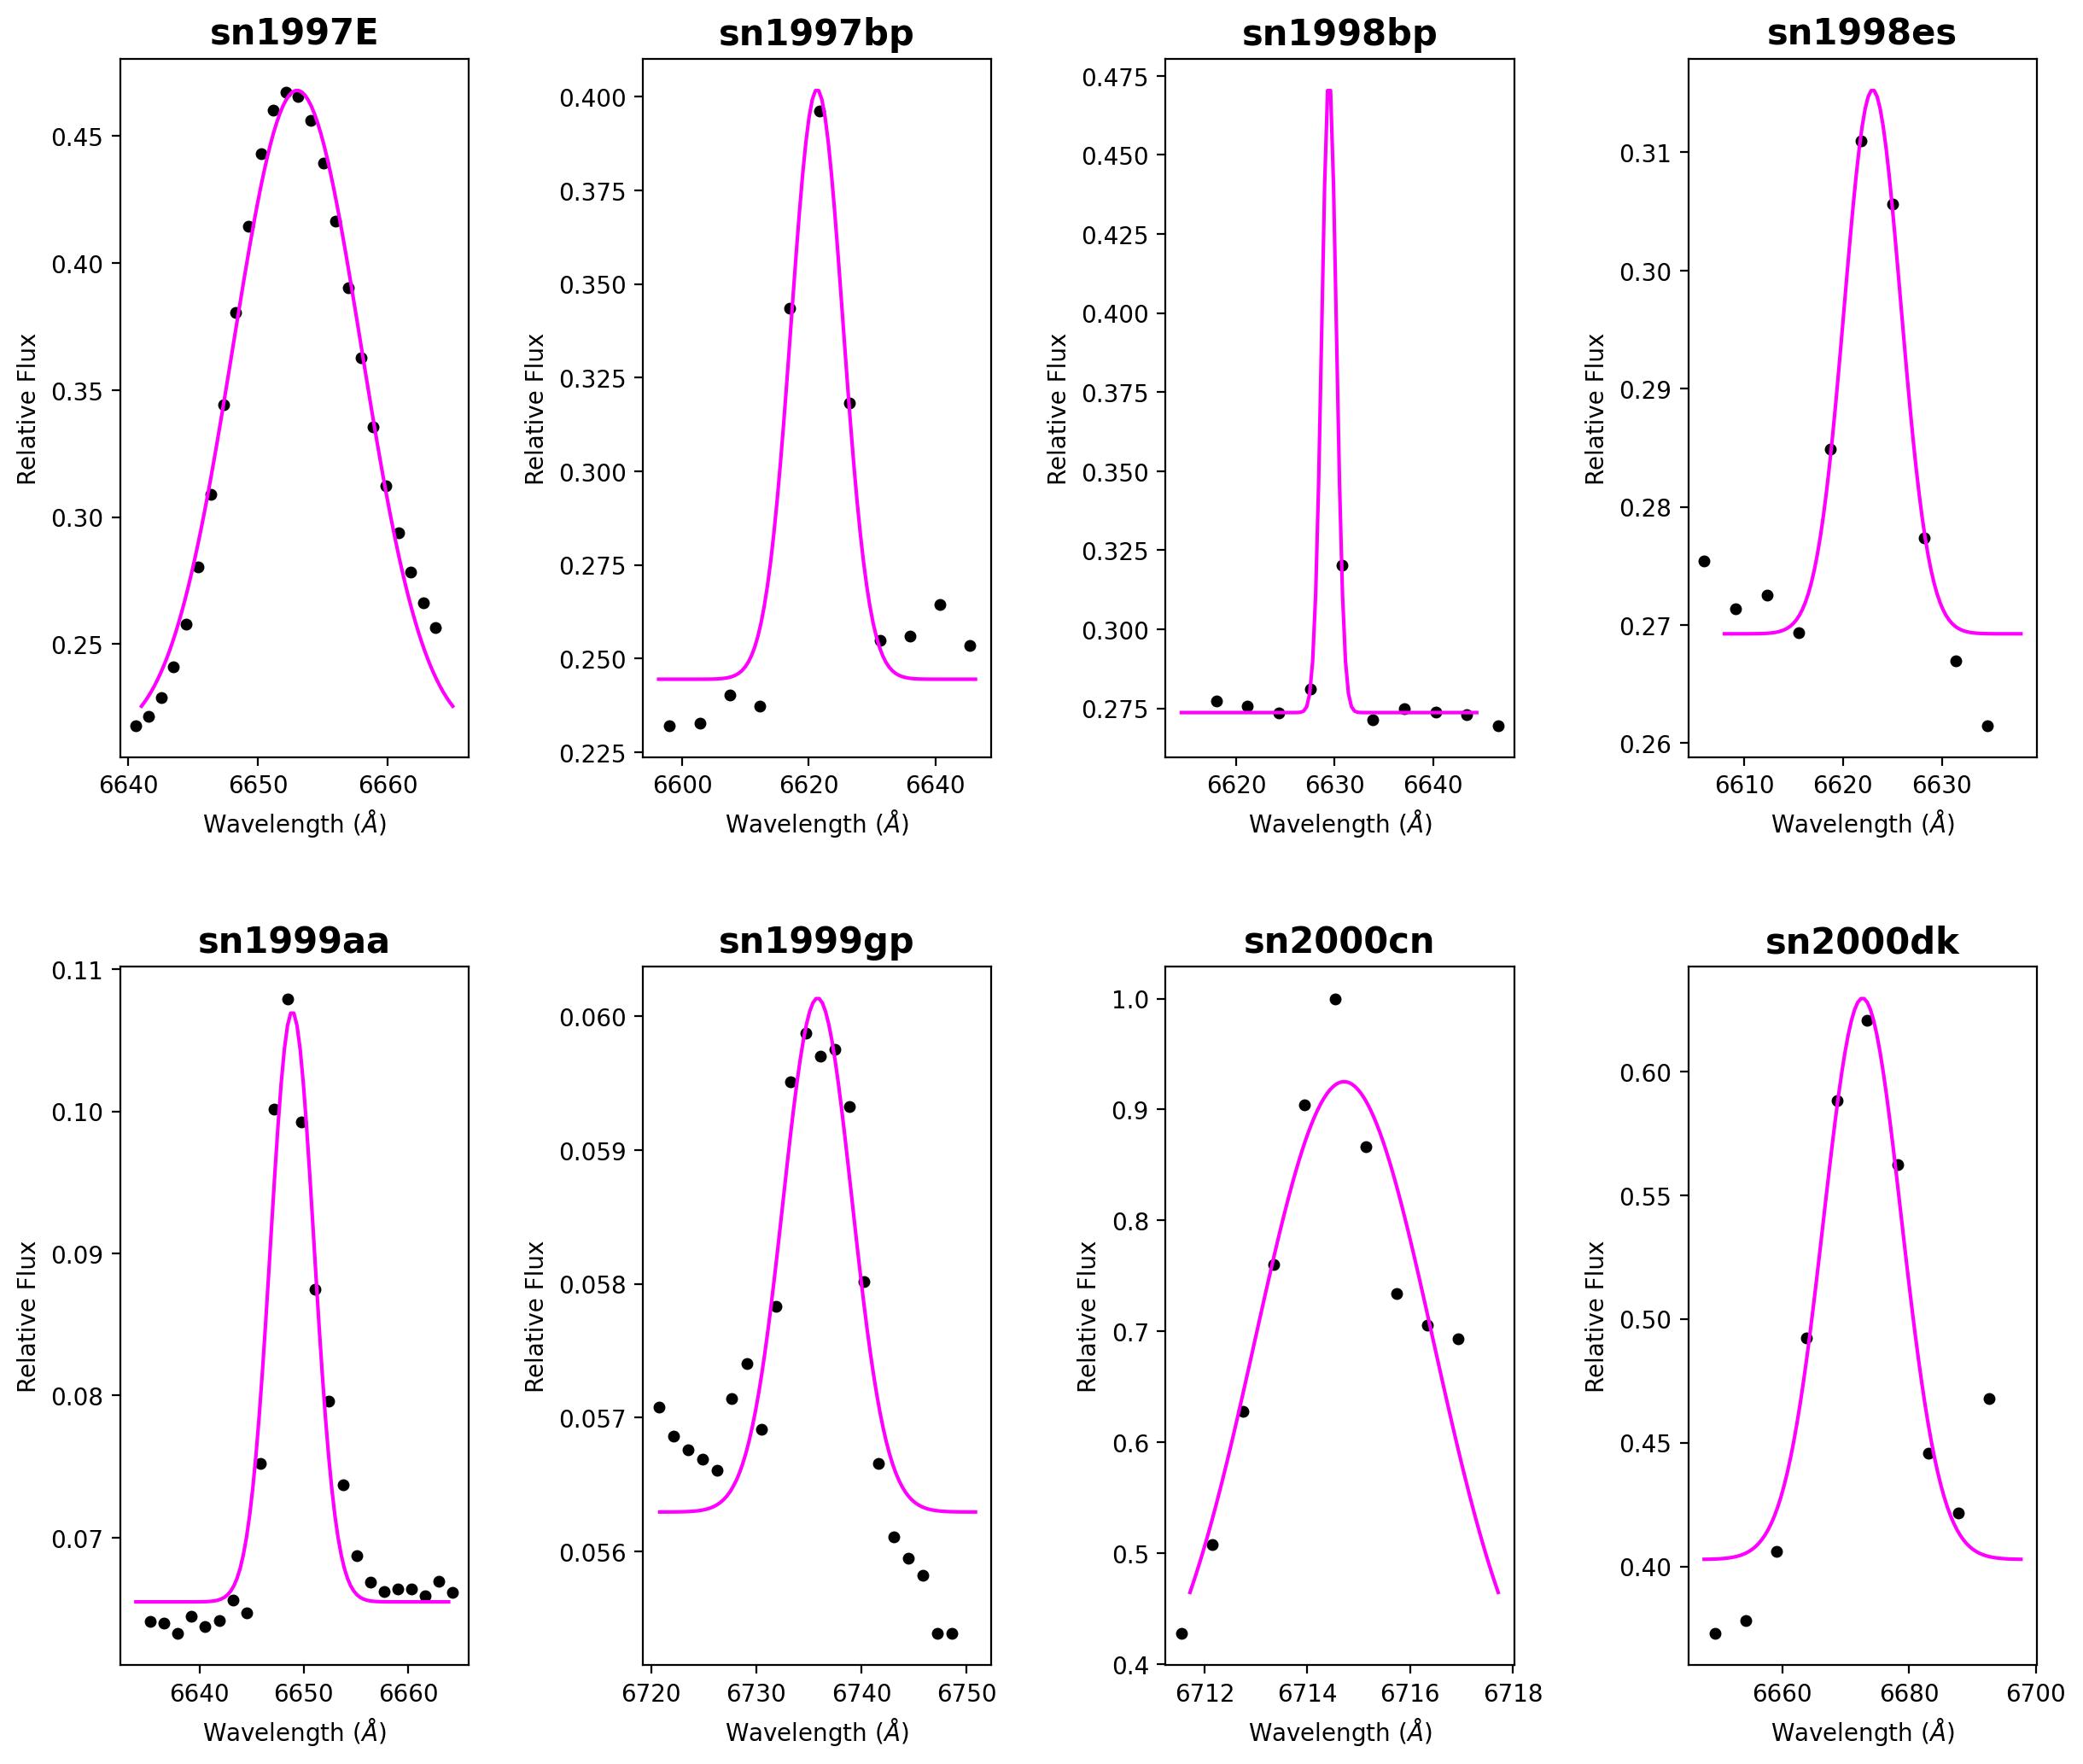 sn1997E
Relative Flux
0.45
0.40
0.35
0.30
0.25
6640 6650 6660
Wavelength (Å)
sn1997bp
Relative Flux
0.400
0.375
0.350
0.325
0.300
0.275
0.250
0.225
6600 6620 6640
Wavelength (Å)
sn1998bp
Relative Flux
0.475
0.450
0.425
0.400
0.375
0.350
0.325
0.300
0.275
6620 6630 6640
Wavelength (Å)
sn1998es
Relative Flux
0.31
0.30
0.29
0.28
0.27
0.26
6610 6620 6630
Wavelength (Å)
sn1999aa
Relative Flux
0.11
0.10
0.09
0.08
0.07
6640 6650 6660
Wavelength (Å)
sn1999gp
Relative Flux
0.060
0.059
0.058
0.057
0.056
6720 6730 6740 6750
Wavelength (Å)
sn2000cn
Relative Flux
1.0
0.9
0.8
0.7
0.6
0.5
0.4
6712 6714 6716 6718
Wavelength (Å)
sn2000dk
Relative Flux
0.60
0.55
0.50
0.45
0.40
6660 6680 6700
Wavelength (Å)